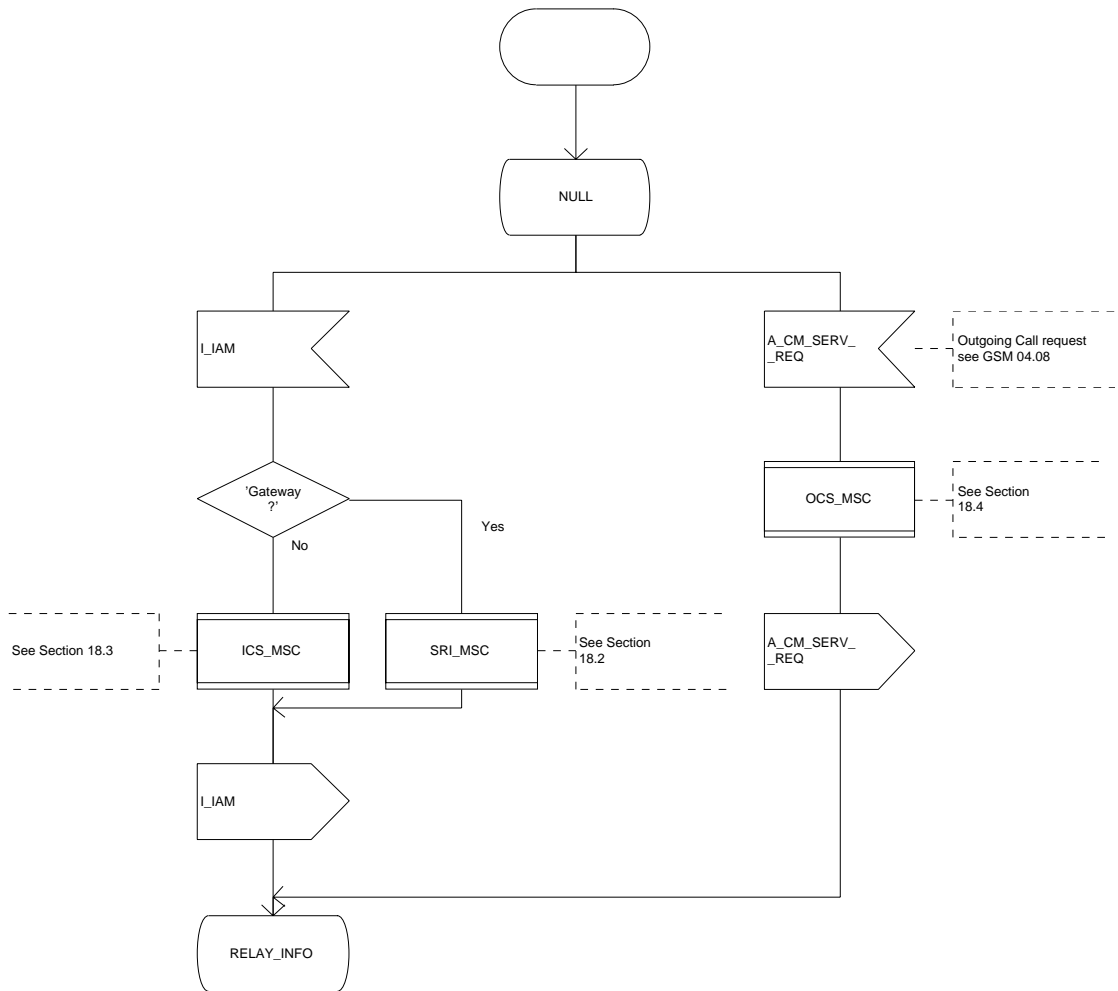 NULL
I_IAM
A_CM_SERV_
_REQ
Outgoing Call request
see GSM 04.08
'Gateway
?'
Yes
No
OCS_MSC
See Section
18.4
See Section 18.3
ICS_MSC
SRI_MSC
See Section
18.2
A_CM_SERV_
_REQ
I_IAM
RELAY_INFO